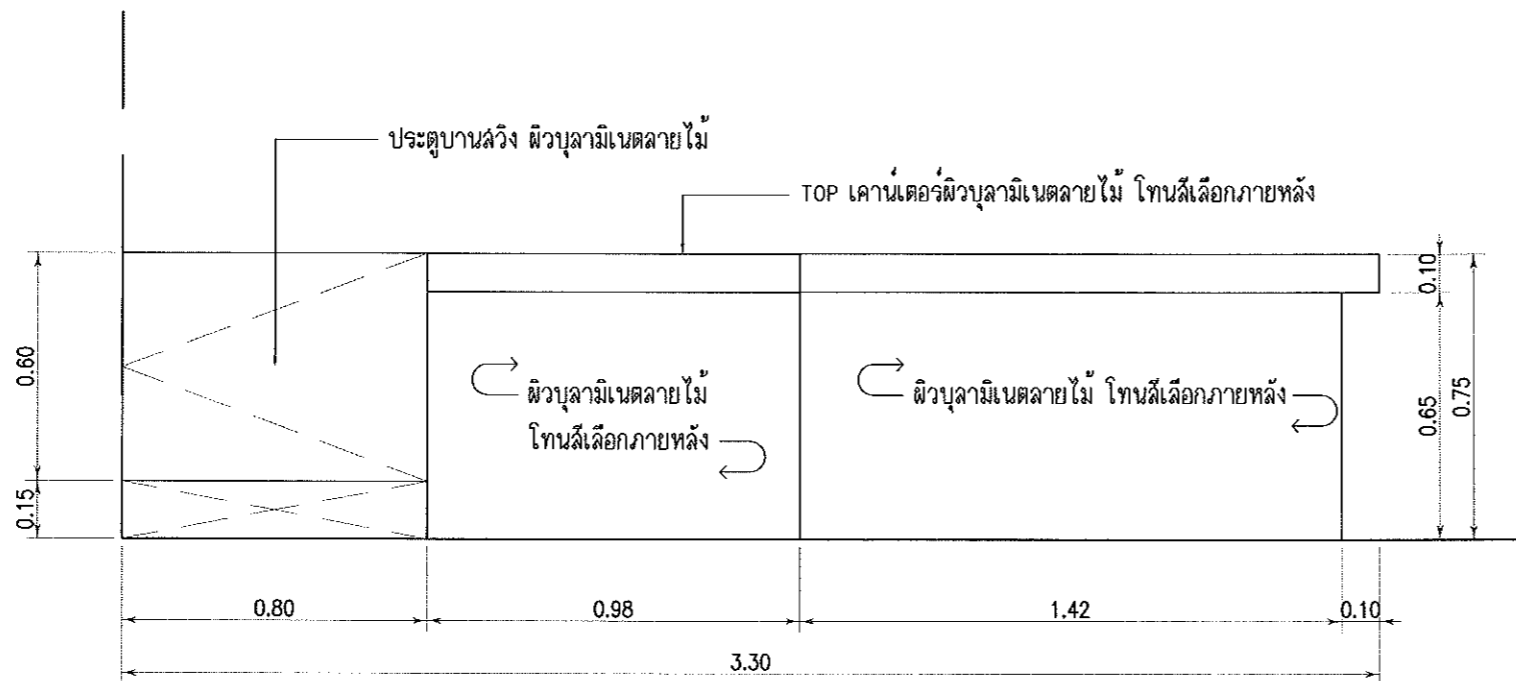 ประตูบานสวิง ผิวบุลามิเนตลายไม้
TOP เคาน์เตอร์ผิวบุลามิเนตลายไม้ โทนสีเลือกภายหลัง
0.10
0.60
0.75
0.65
ผิวบุลามิเนตลายไม้
โทนสีเลือกภายหลัง
ผิวบุลามิเนตลายไม้ โทนสีเลือกภายหลัง
0.15
0.80
0.98
1.42
0.10
3.30